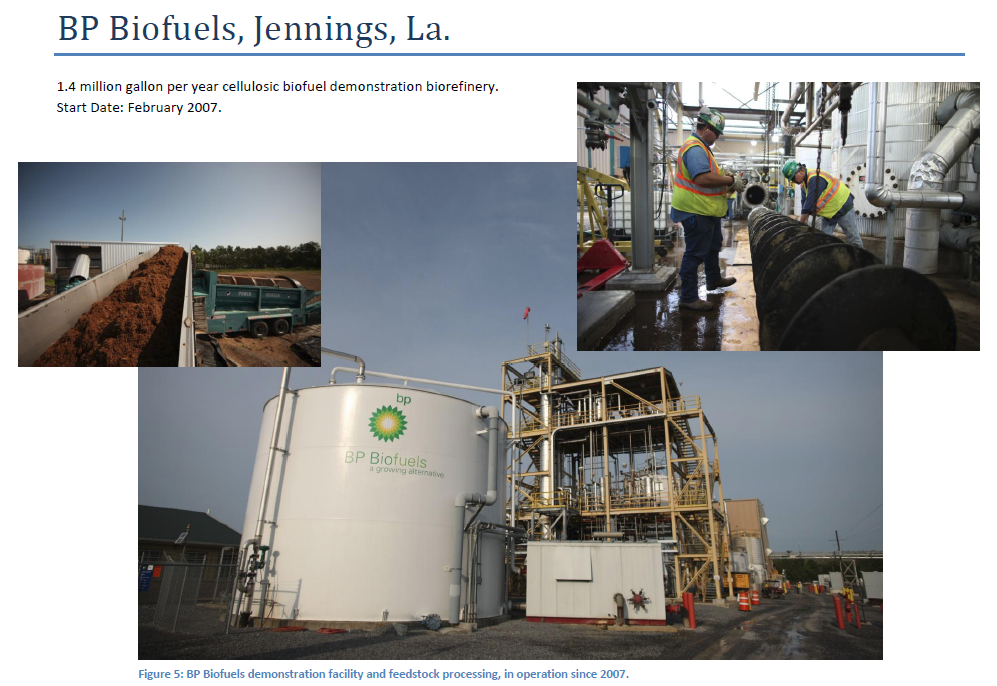 BP Biofuels, Jennings, La.
1.4 million gallon per year cellulosic biofuel demonstration biorefinery.
Start Date: February 2007.
bp
BP Biofuels
a growing alternative
Figure 5: BP Biofuels demonstration facility and feedstock processing, in operation since 2007.